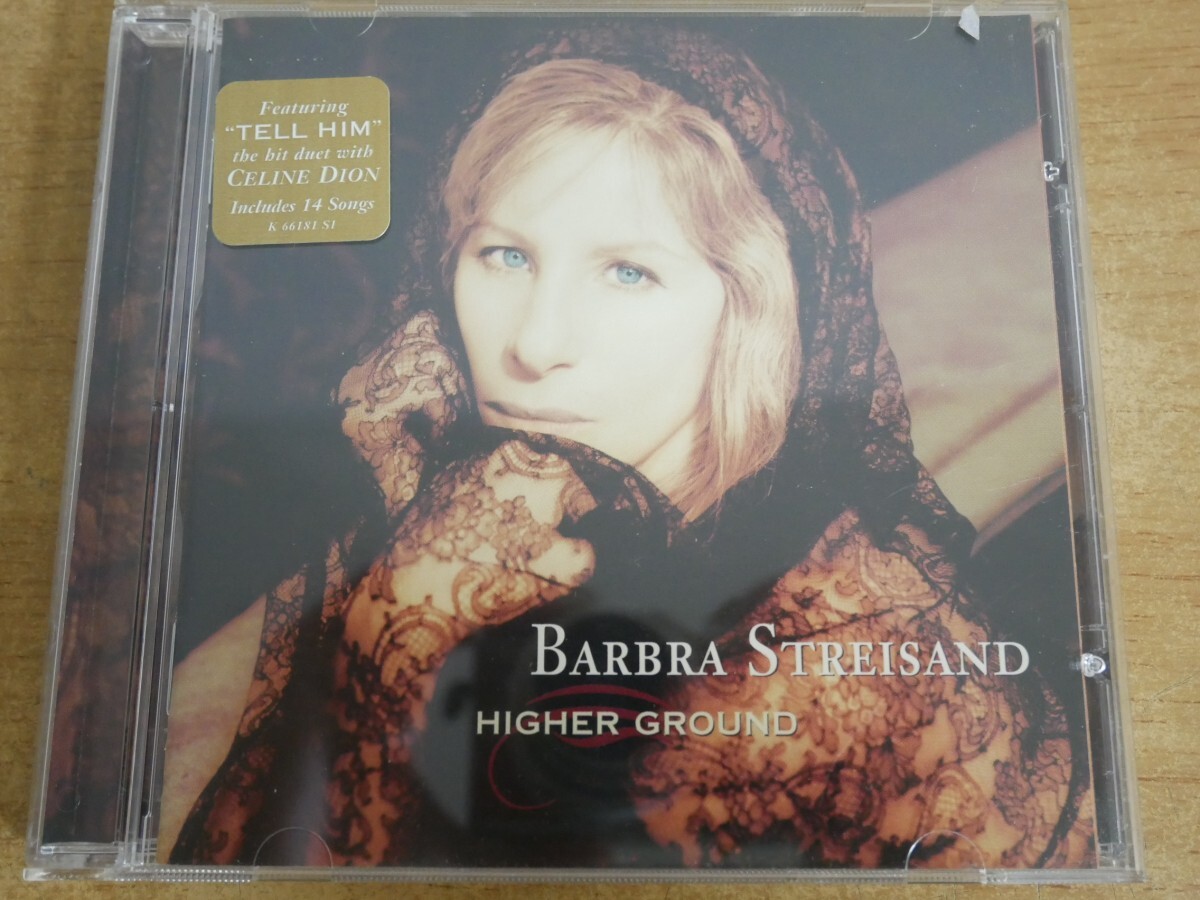 Featuring
"TELL HIM"
the hit duet with
CELINE DION
Includes 14 Songs
K 66181 S1
BARBRA STREISAND
HIGHER GROUND